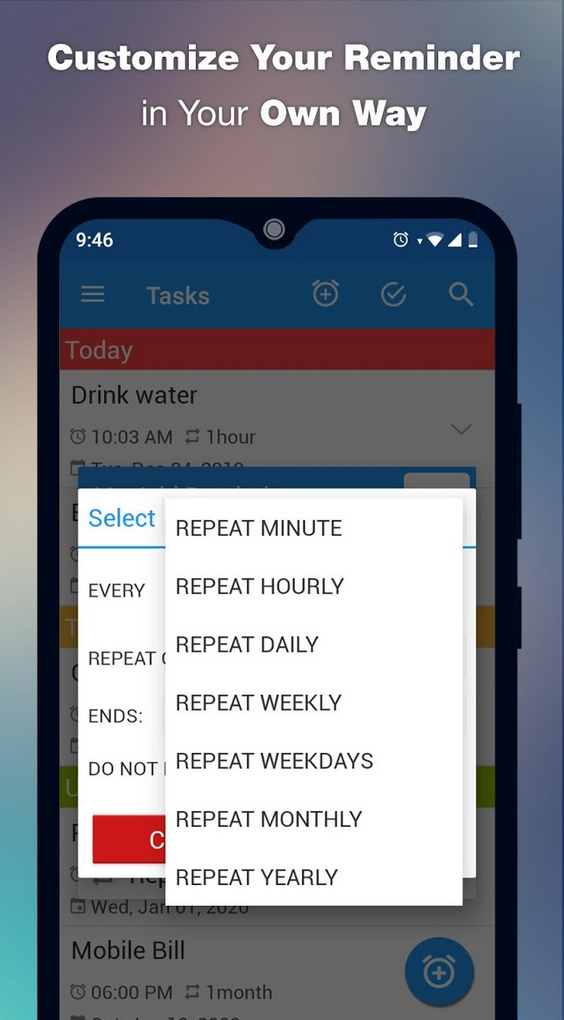 Customize Your Reminder
in Your Own Way
9:46
Tasks
Today
Drink water
10:03 AM 1hour
Select
REPEAT MINUTE
REPEAT HOURLY
EVERY
REPEAT DAILY
REPEAT
ENDS:
REPEAT WEEKLY
DO NOT
REPEAT WEEKDAYS
REPEAT MONTHLY
REPEAT YEARLY
Wed, Jan 01, 2020
Mobile Bill
06:00 PM 1month